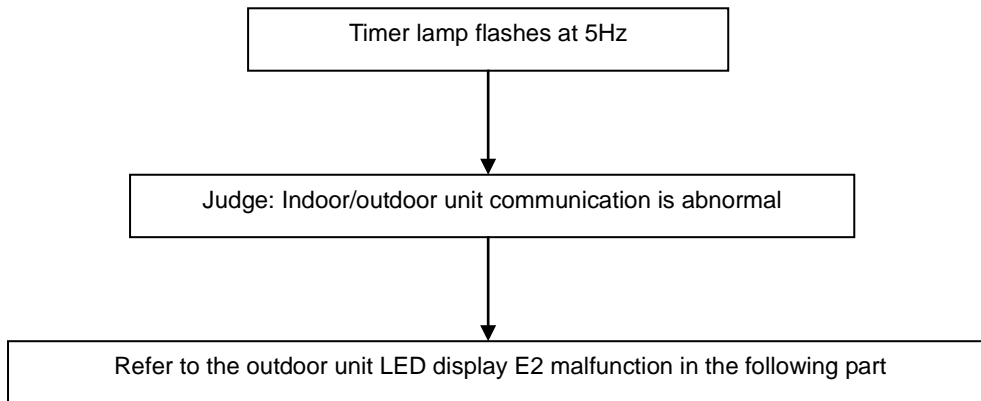 Timer lamp flashes at 5Hz
Judge: Indoor/outdoor unit communication is abnormal
Refer to the outdoor unit LED display E2 malfunction in the following part